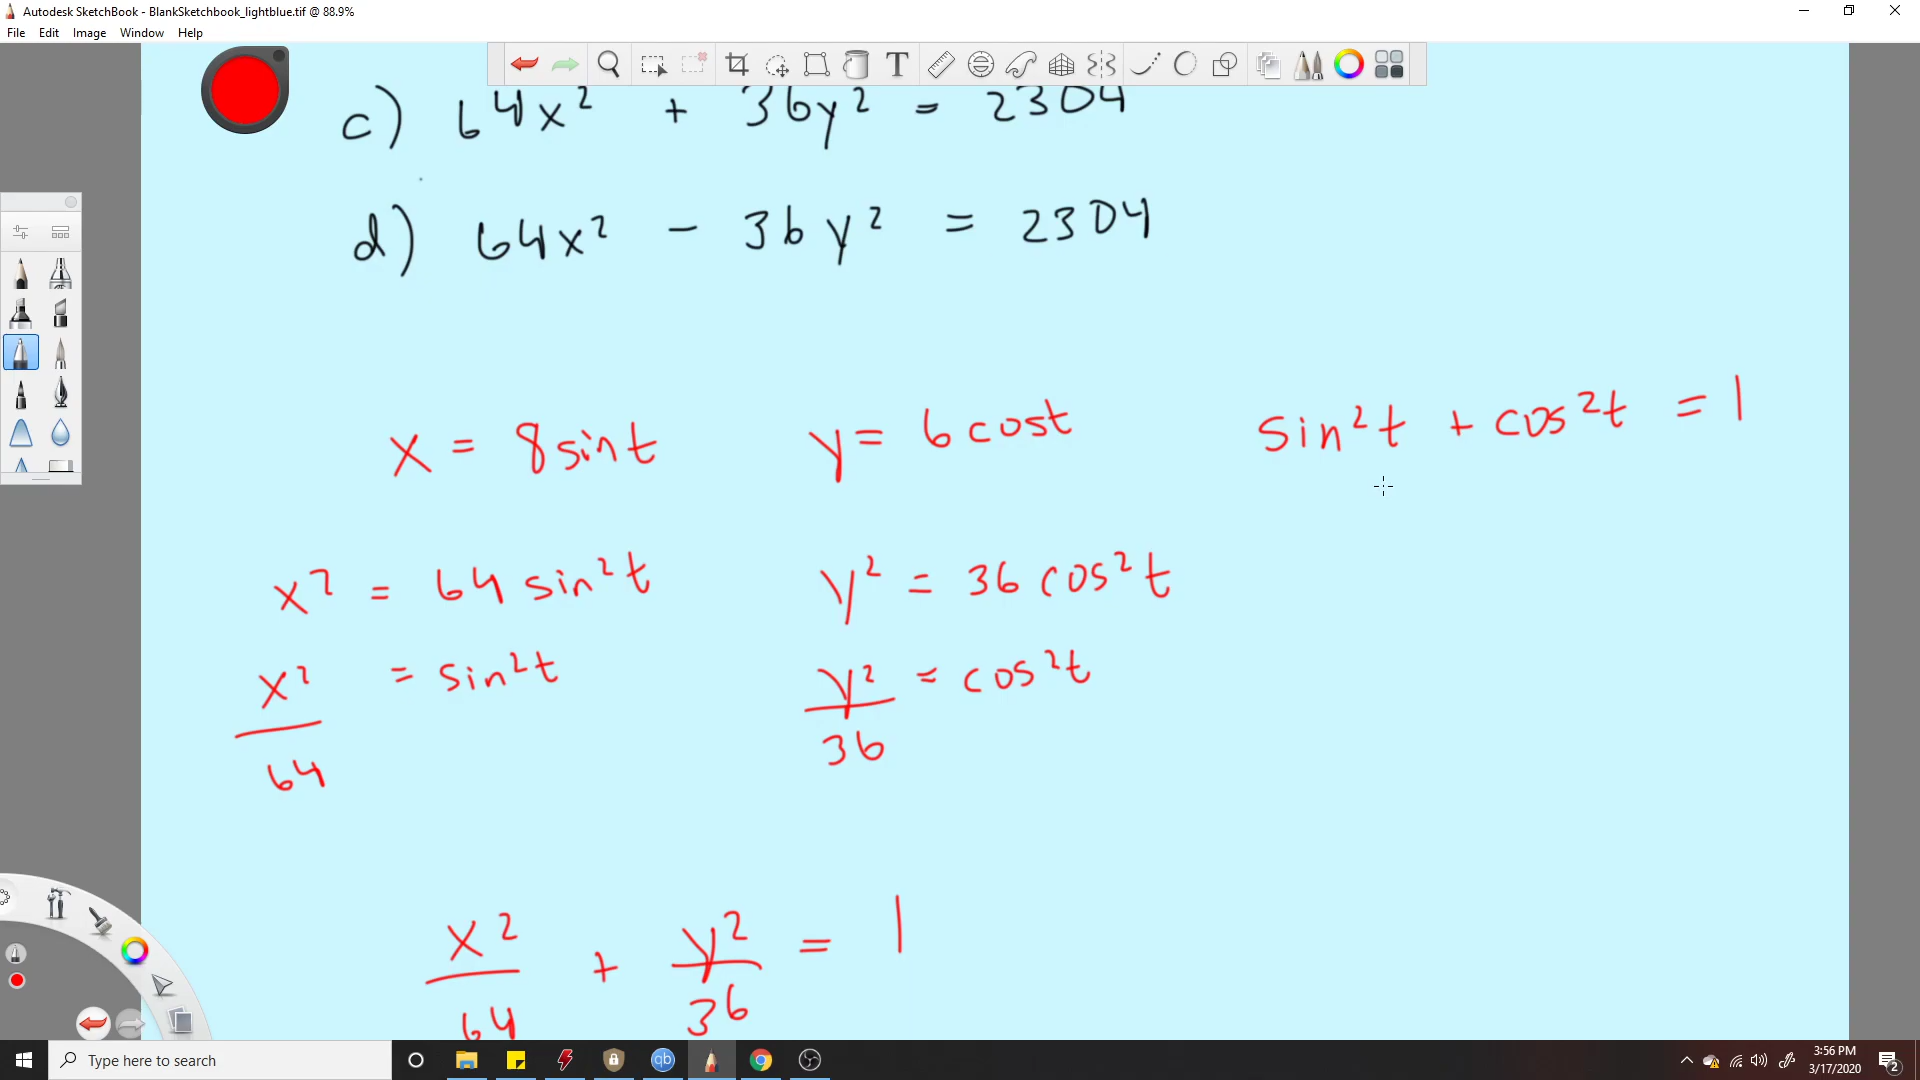 Autodesk SketchBook - BlankSketchbook_lightblue.tif @ 88.9%
File Edit Image Window Help
c) 64x² + 36y² = 2304
d) 64x² - 36y² = 2304
x = 8sint y = 6cost sin²t + cos²t = 1
x² = 64 sin²t y² = 36 cos²t
x²/64 = sin²t y²/36 = cos²t
x²/64 + y²/36 = 1
Type here to search
qb
3:56 PM
3/17/2020
2